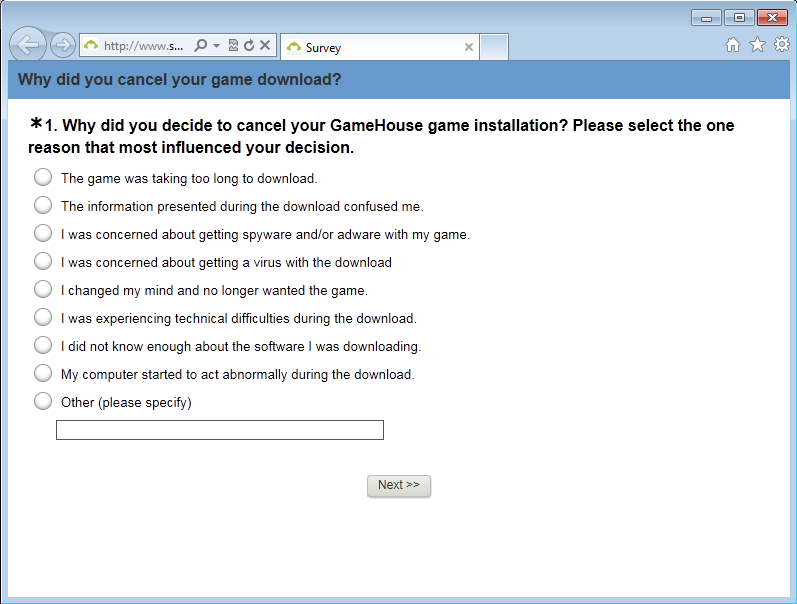 http://www.s...
Survey
Why did you cancel your game download?
*1. Why did you decide to cancel your GameHouse game installation? Please select the one
reason that most influenced your decision.
The game was taking too long to download.
The information presented during the download confused me.
I was concerned about getting spyware and/or adware with my game.
I was concerned about getting a virus with the download
I changed my mind and no longer wanted the game.
I was experiencing technical difficulties during the download.
I did not know enough about the software I was downloading.
My computer started to act abnormally during the download.
Other (please specify)
Next >>